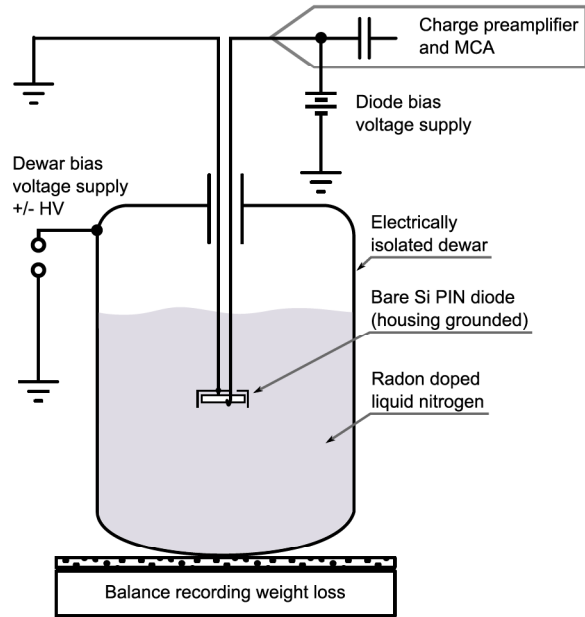 Charge preamplifier
and MCA
Diode bias
voltage supply
Dewar bias
voltage supply
+/- HV
Electrically
isolated dewar
Bare Si PIN diode
(housing grounded)
Radon doped
liquid nitrogen
Balance recording weight loss